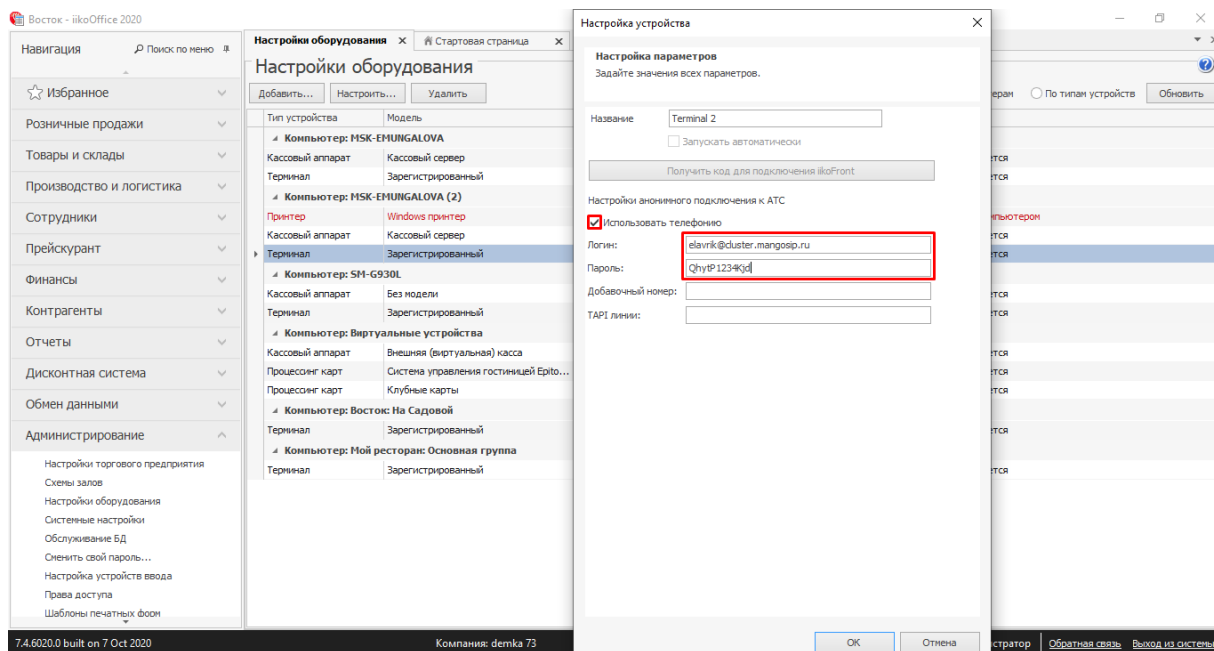 Восток - iikoOffice 2020
Навигация
Поиск по меню
Избранное
Розничные продажи
Товары и склады
Производство и логистика
Сотрудники
Прейскурант
Финансы
Контрагенты
Отчеты
Дисконтная система
Обмен данными
Администрирование
Настройки торгового предприятия
Схемы залов
Настройки оборудования
Системные настройки
Обслуживание БД
Сменить свой пароль...
Настройка устройств ввода
Права доступа
Шаблоны печатных форм
Настройки оборудования
Стартовая страница
Настройки оборудования
Добавить... Настроить... Удалить
По типам устройств Обновить
Тип устройства Модель
Компьютер: MSK-EMUNGALOVA
Кассовый аппарат Кассовый сервер
Терминал Зарегистрированный
Компьютер: MSK-EMUNGALOVA (2)
Принтер Windows принтер
Кассовый аппарат Кассовый сервер
Терминал Зарегистрированный
Компьютер: SM-G930L
Кассовый аппарат Без модели
Терминал Зарегистрированный
Компьютер: Виртуальные устройства
Кассовый аппарат Внешняя (виртуальная) касса
Процессинг карт Система управления гостиницей Epito...
Процессинг карт Клубные карты
Компьютер: Восток: На Садовой
Терминал Зарегистрированный
Компьютер: Мой ресторан: Основная группа
Терминал Зарегистрированный
Настройка устройства
Настройка параметров
Задайте значения всех параметров.
Название Terminal 2
Запускать автоматически
Получить код для подключения iikoFront
Настройки анонимного подключения к АТС
Использовать телефонию
Логин: elavrik@cluster.mangosip.ru
Пароль: QhytP1234Kjd
Добавочный номер:
TAPI линии:
OK Отмена
7.4.6020.0 built on 7 Oct 2020
Компания: demka 73
Обратная связь Выход из системы